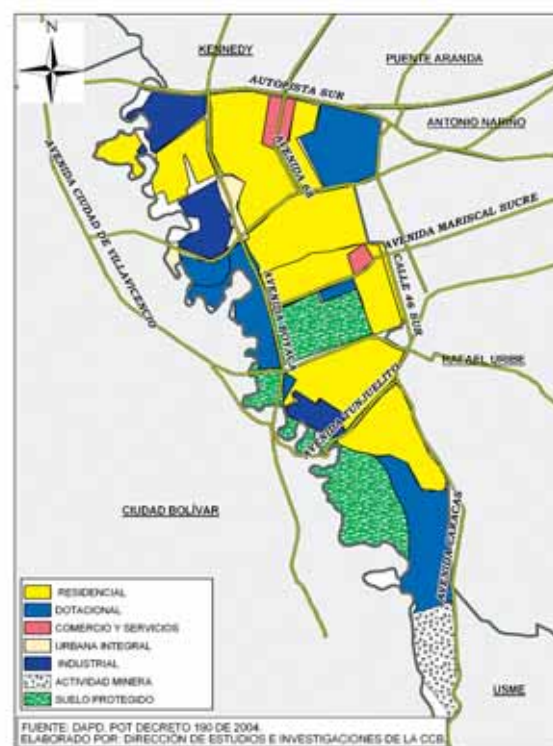 N
KENNEDY
PUENTE ARANDA
AUTOPISTA SUR
ANTONIO NARIÑO
AVENIDA 68
AVENIDA CIUDAD DE VILLAVICENCIO
AVENIDA MARISCAL SUCRE
CALLE 46 SUR
AVENIDA BOYACA
RAFAEL URIBE
AVENIDA TUNJUELITO
CIUDAD BOLÍVAR
AVENIDA CARACAS
RESIDENCIAL
DOTACIONAL
COMERCIO Y SERVICIOS
URBANA INTEGRAL
INDUSTRIAL
ACTIVIDAD MINERA
SUELO PROTEGIDO
USME
FUENTE: DAPD. POT DECRETO 190 DE 2004.
ELABORADO POR: DIRECCIÓN DE ESTUDIOS E INVESTIGACIONES DE LA CCB.